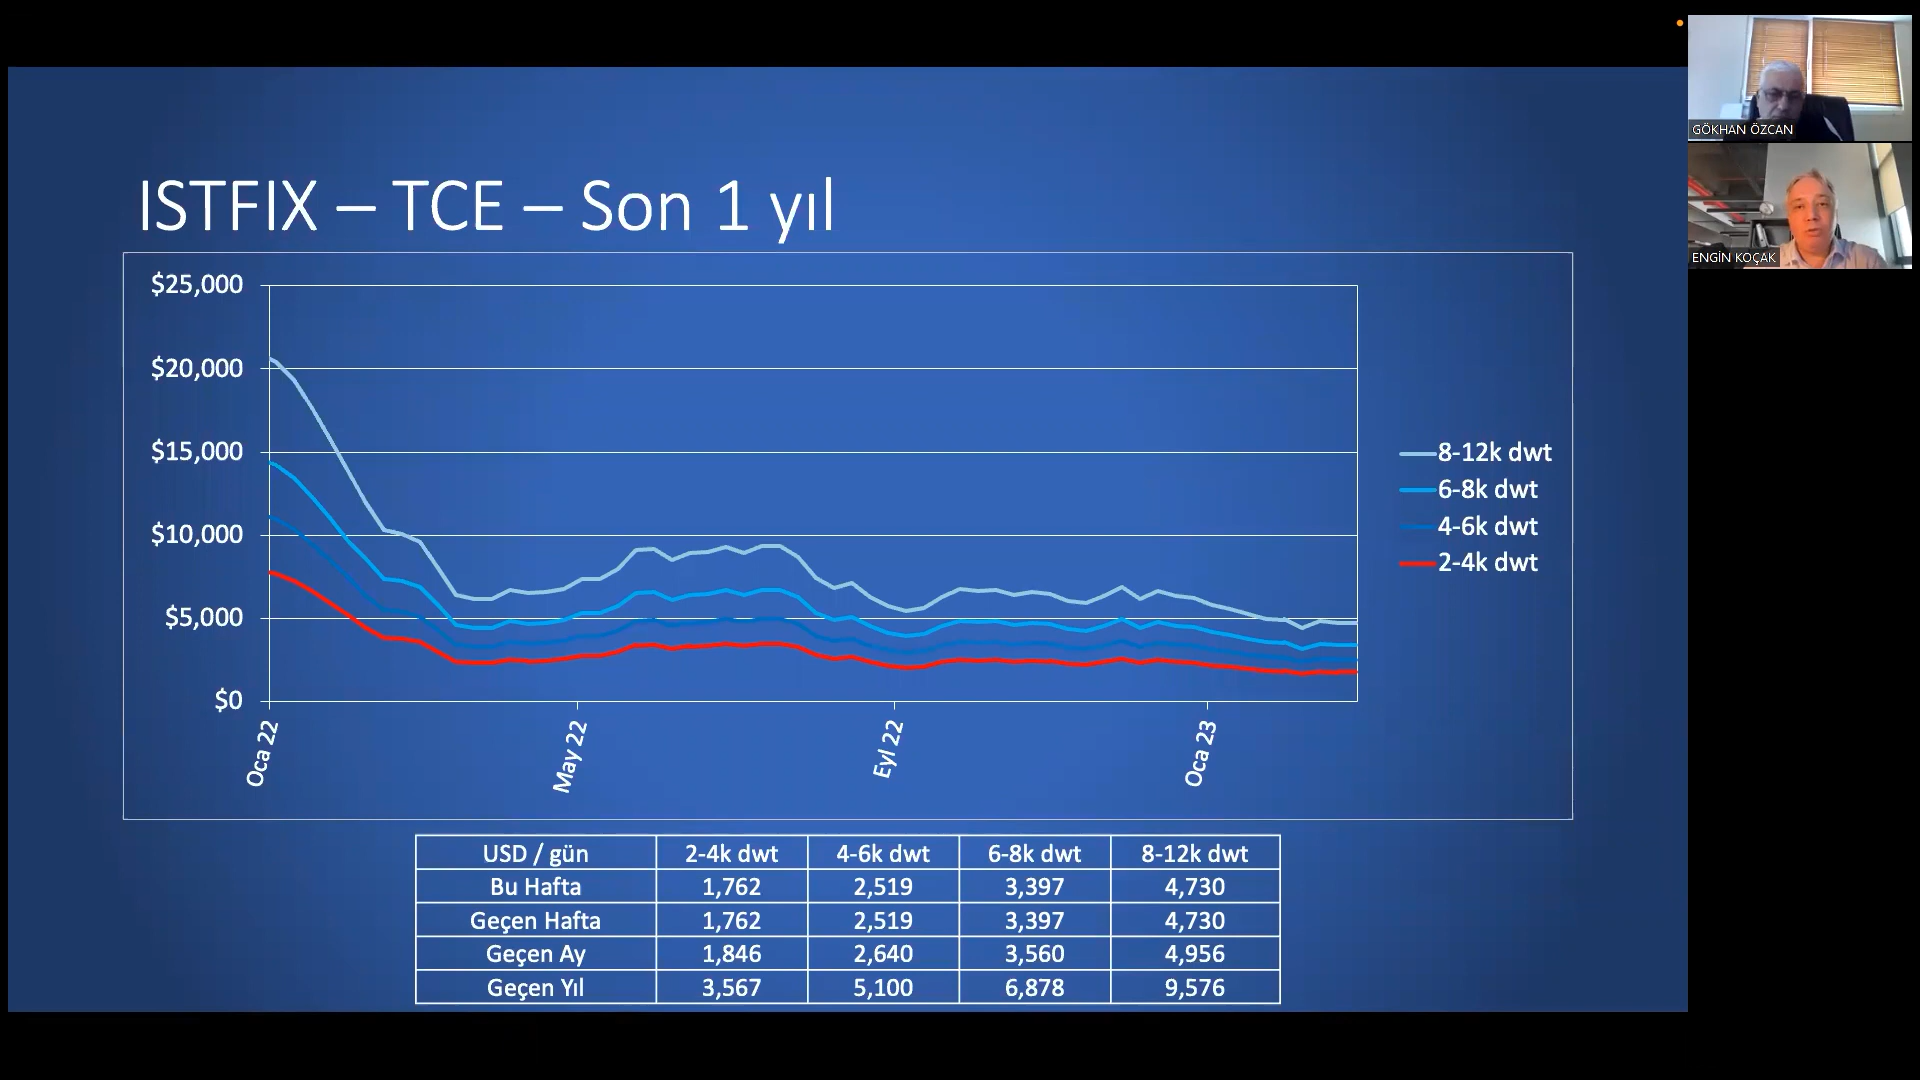 GÖKHAN ÖZCAN
ENGİN KOÇAK
ISTFIX – TCE – Son 1 yıl
$25,000
$20,000
$15,000
$10,000
$5,000
$0
Oca 22
May 22
Eyl 22
Oca 23
8-12k dwt
6-8k dwt
4-6k dwt
2-4k dwt
USD / gün 2-4k dwt 4-6k dwt 6-8k dwt 8-12k dwt
Bu Hafta 1,762 2,519 3,397 4,730
Geçen Hafta 1,762 2,519 3,397 4,730
Geçen Ay 1,846 2,640 3,560 4,956
Geçen Yıl 3,567 5,100 6,878 9,576